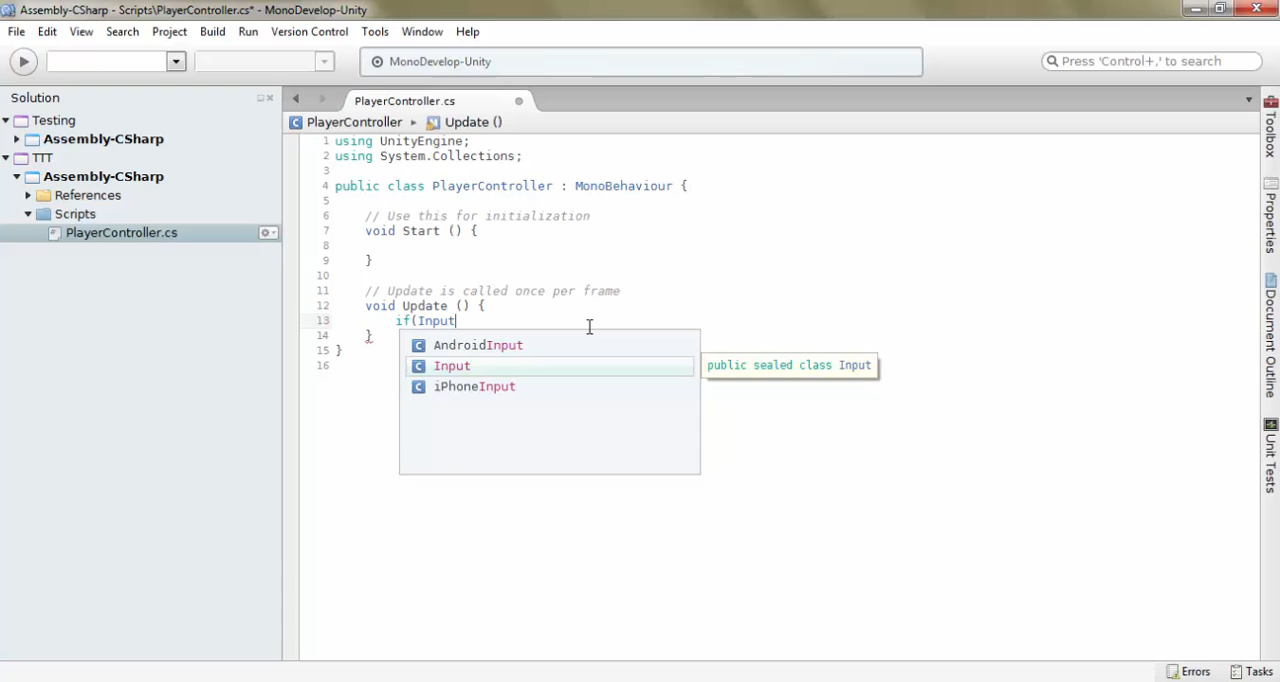 Assembly-CSharp - Scripts\PlayerController.cs* - MonoDevelop-Unity
File Edit View Search Project Build Run Version Control Tools Window Help
MonoDevelop-Unity
Press 'Control+,' to search
Solution
Testing
Assembly-CSharp
TTT
Assembly-CSharp
References
Scripts
PlayerController.cs
PlayerController.cs
PlayerController Update ()
1 using UnityEngine;
2 using System.Collections;
3
4 public class PlayerController : MonoBehaviour {
5
6 // Use this for initialization
7 void Start () {
8
9 }
10
11 // Update is called once per frame
12 void Update () {
13 if(Input
14 }
15 }
16
AndroidInput
Input
iPhoneInput
public sealed class Input
Toolbox
Properties
Document Outline
Unit Tests
Errors Tasks